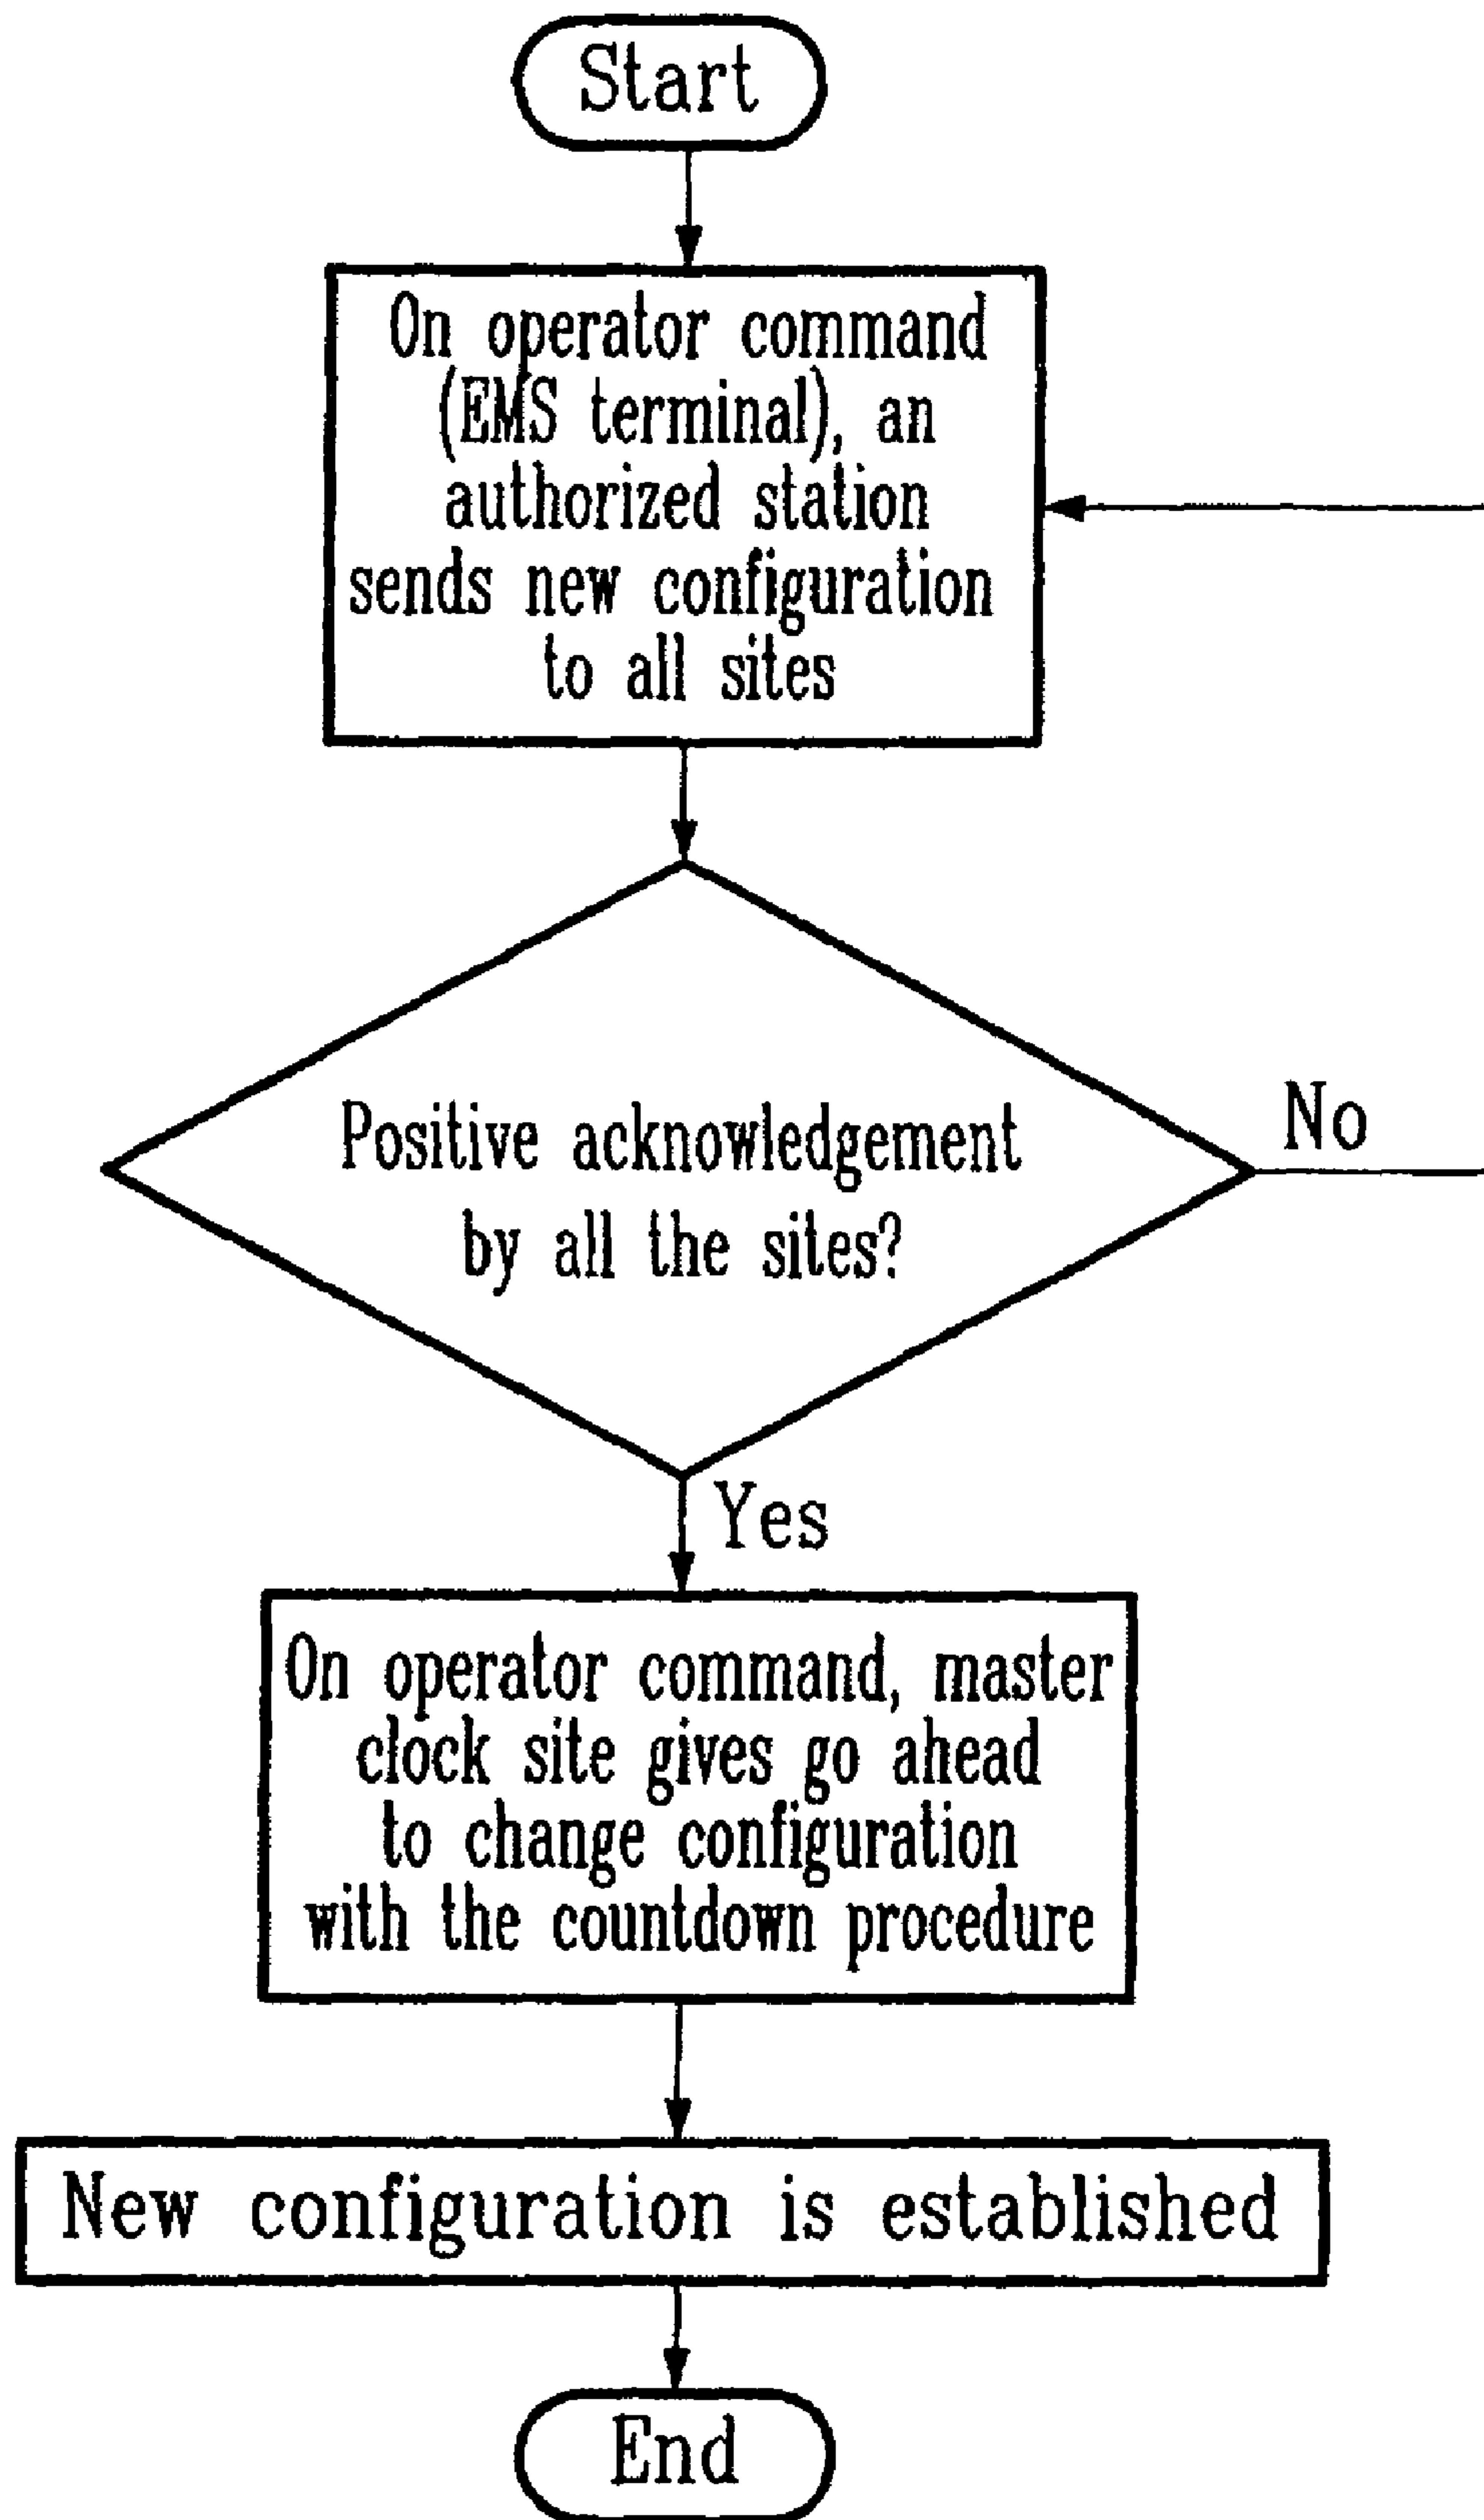 Start
On operator command
(EMS terminal), an
authorized station
sends new configuration
to all sites
Positive acknowledgement
by all the sites?
No
Yes
On operator command, master
clock site gives go ahead
to change configuration
with the countdown procedure
New configuration is established
End